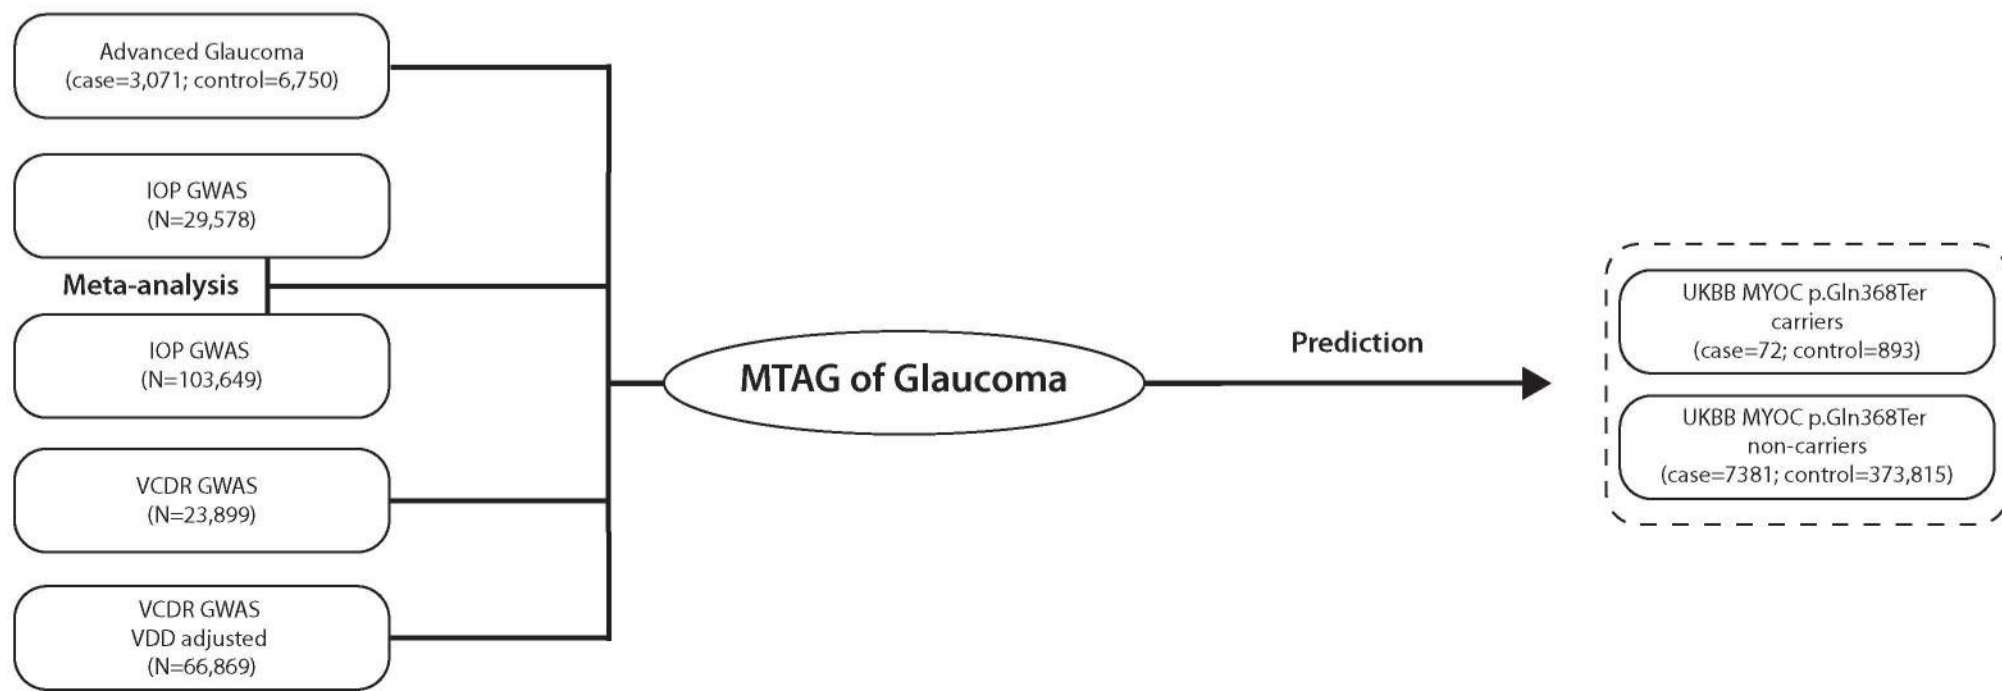 Advanced Glaucoma
(case=3,071; control=6,750)
IOP GWAS
(N=29,578)
Meta-analysis
IOP GWAS
(N=103,649)
VCDR GWAS
(N=23,899)
VCDR GWAS
VDD adjusted
(N=66,869)
MTAG of Glaucoma
Prediction
UKBB MYOC p.Gln368Ter
carriers
(case=72; control=893)
UKBB MYOC p.Gln368Ter
non-carriers
(case=7381; control=373,815)